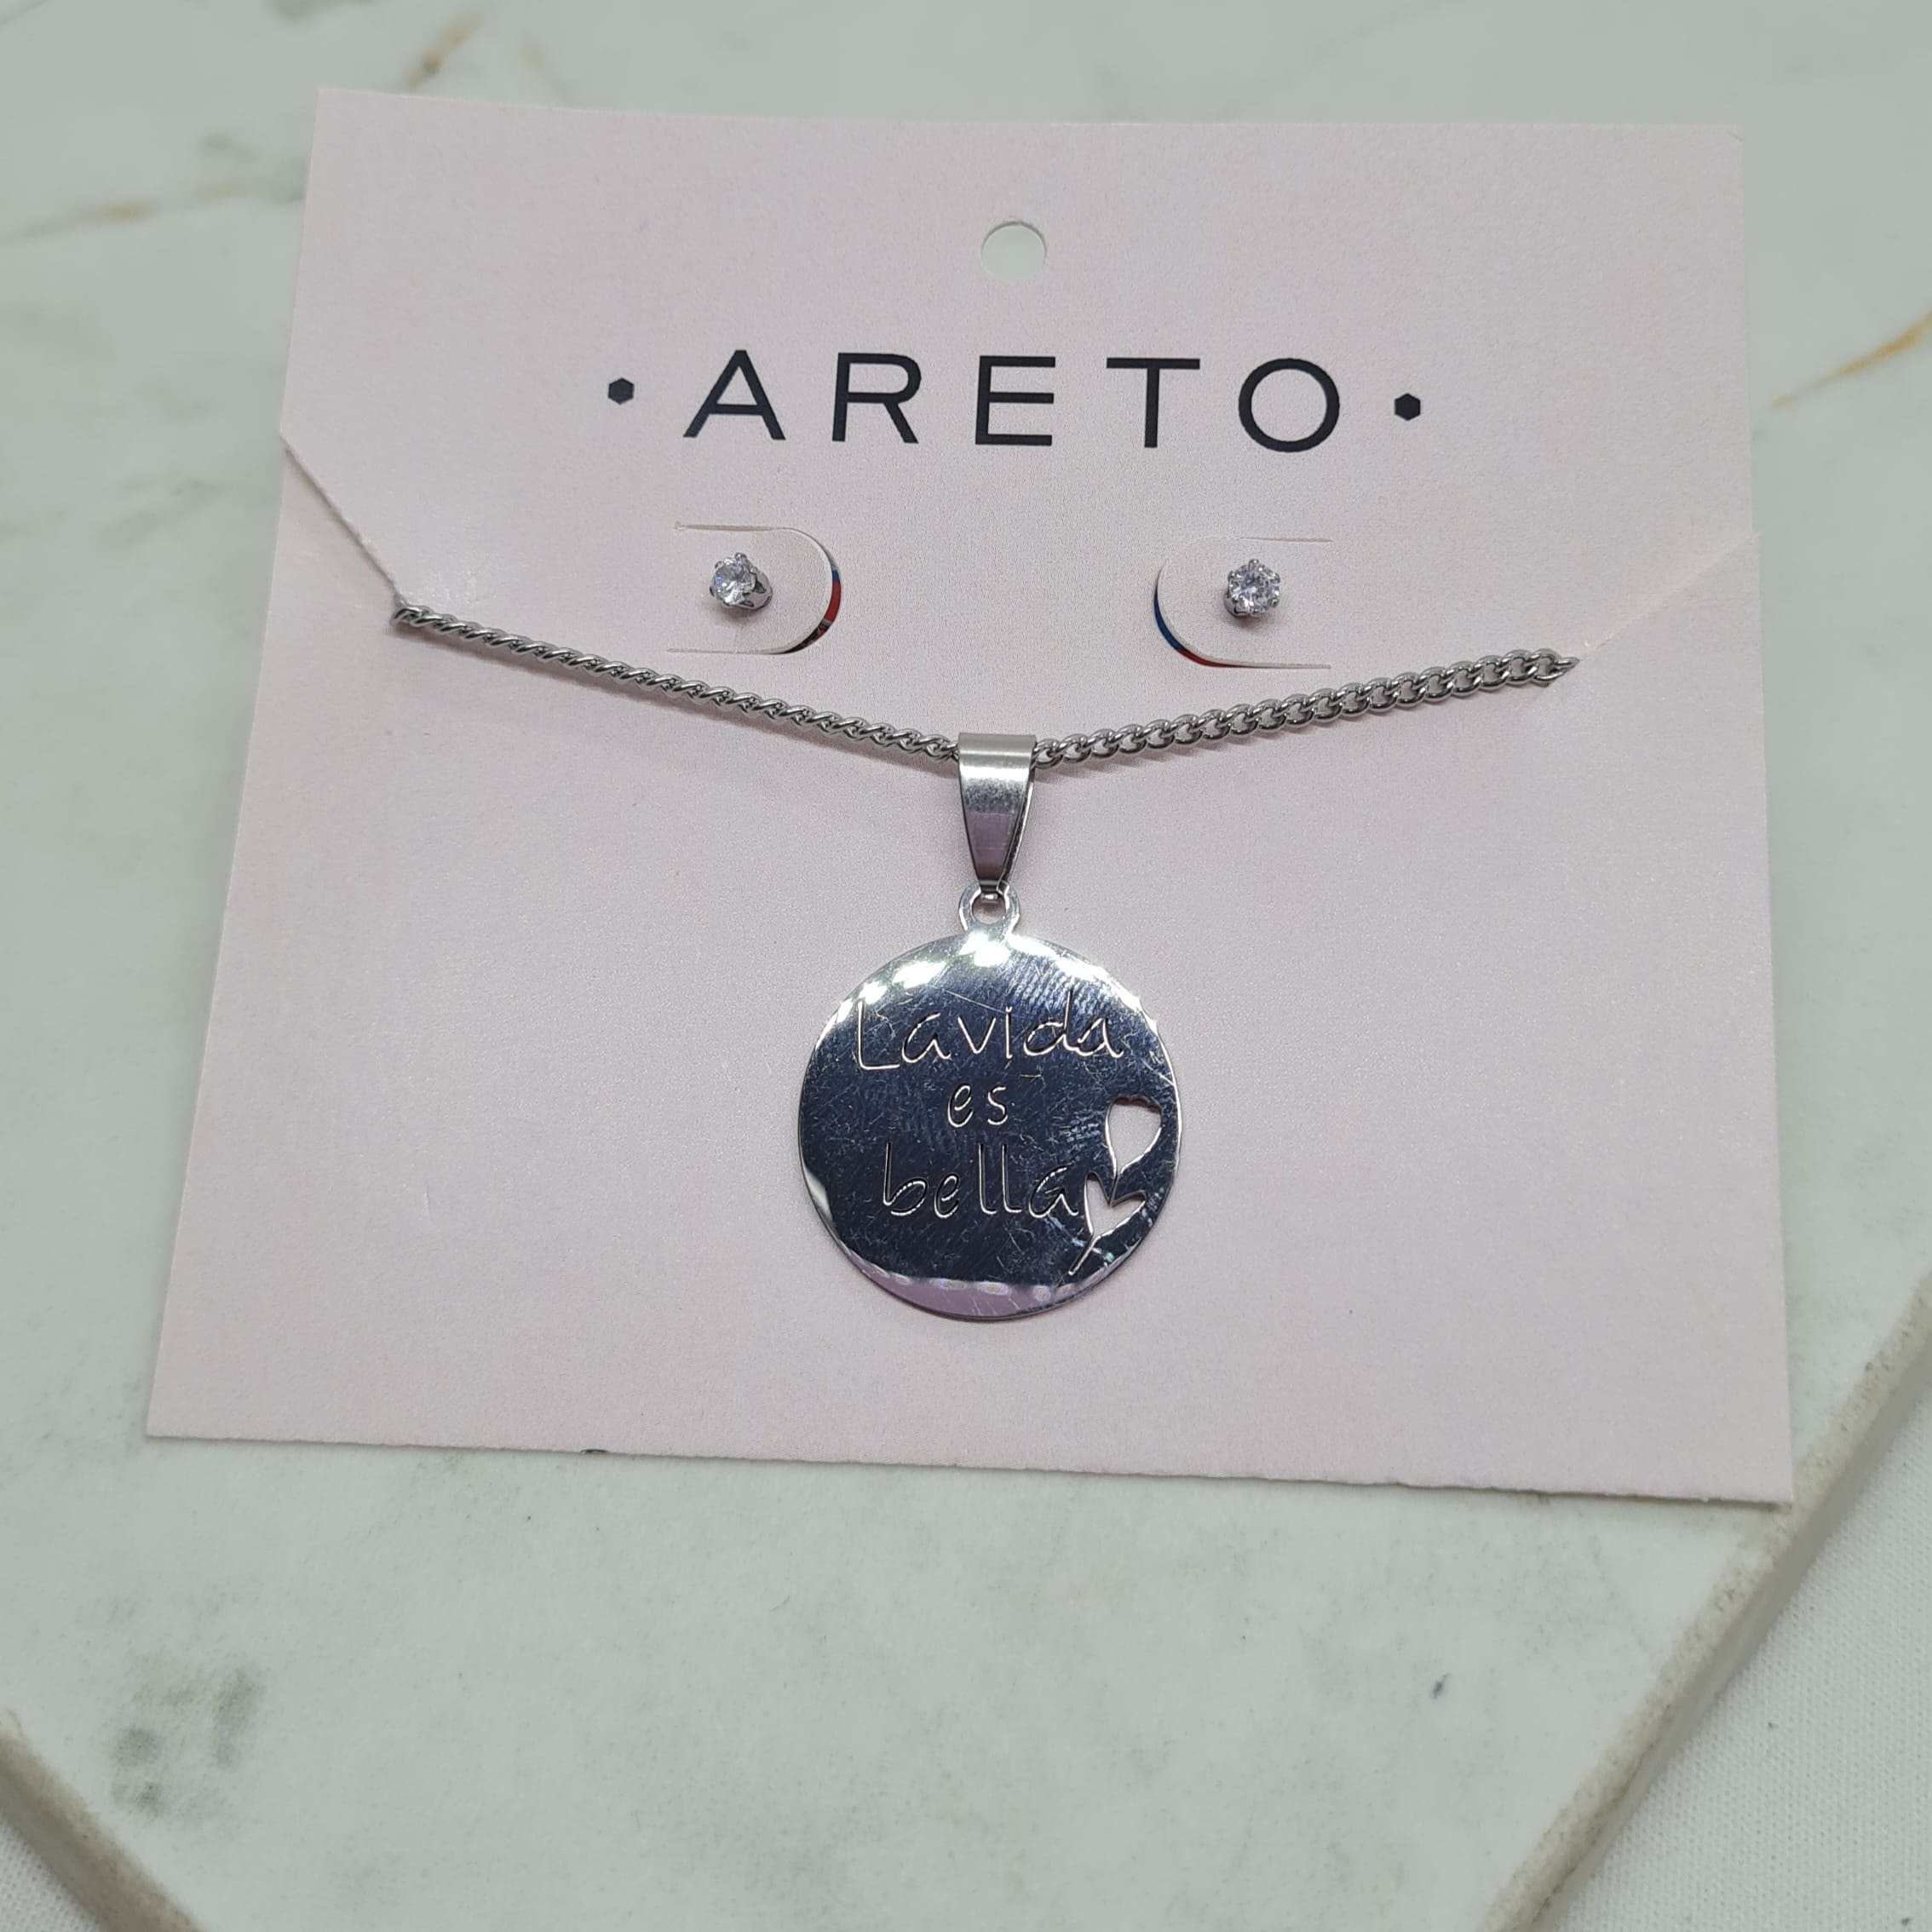 • ARETO •
La vida
es
bella